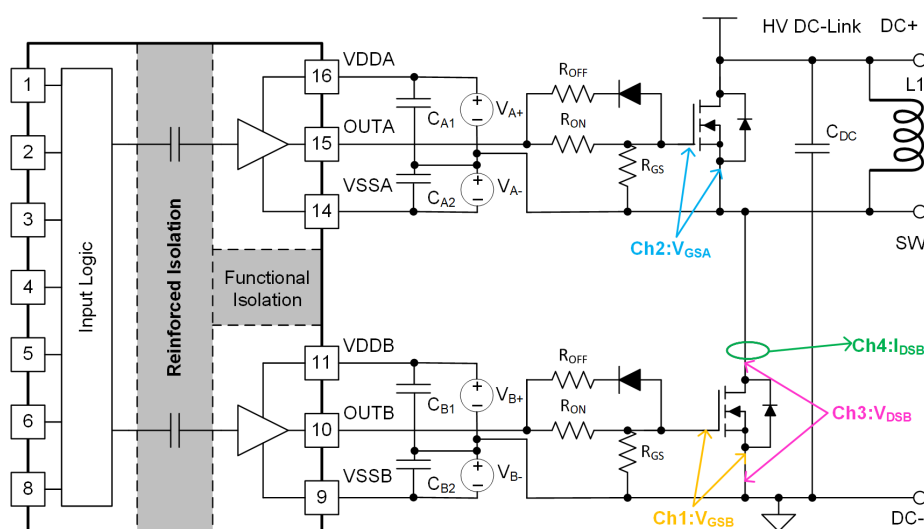 HV DC-Link
DC+
1
VDDA
16
ROFF
L1
CA1
VA+
OUTA
RON
CDC
2
15
VSSA
RGS
CA2
VA-
3
14
Ch2:VGSA
SW
Input Logic
Reinforced Isolation
Functional
Isolation
4
5
VDDB
11
Ch4:IDSB
ROFF
CB1
VB+
OUTB
RON
Ch3:VDSB
6
10
VSSB
RGS
CB2
VB-
8
9
Ch1:VGSB
DC-